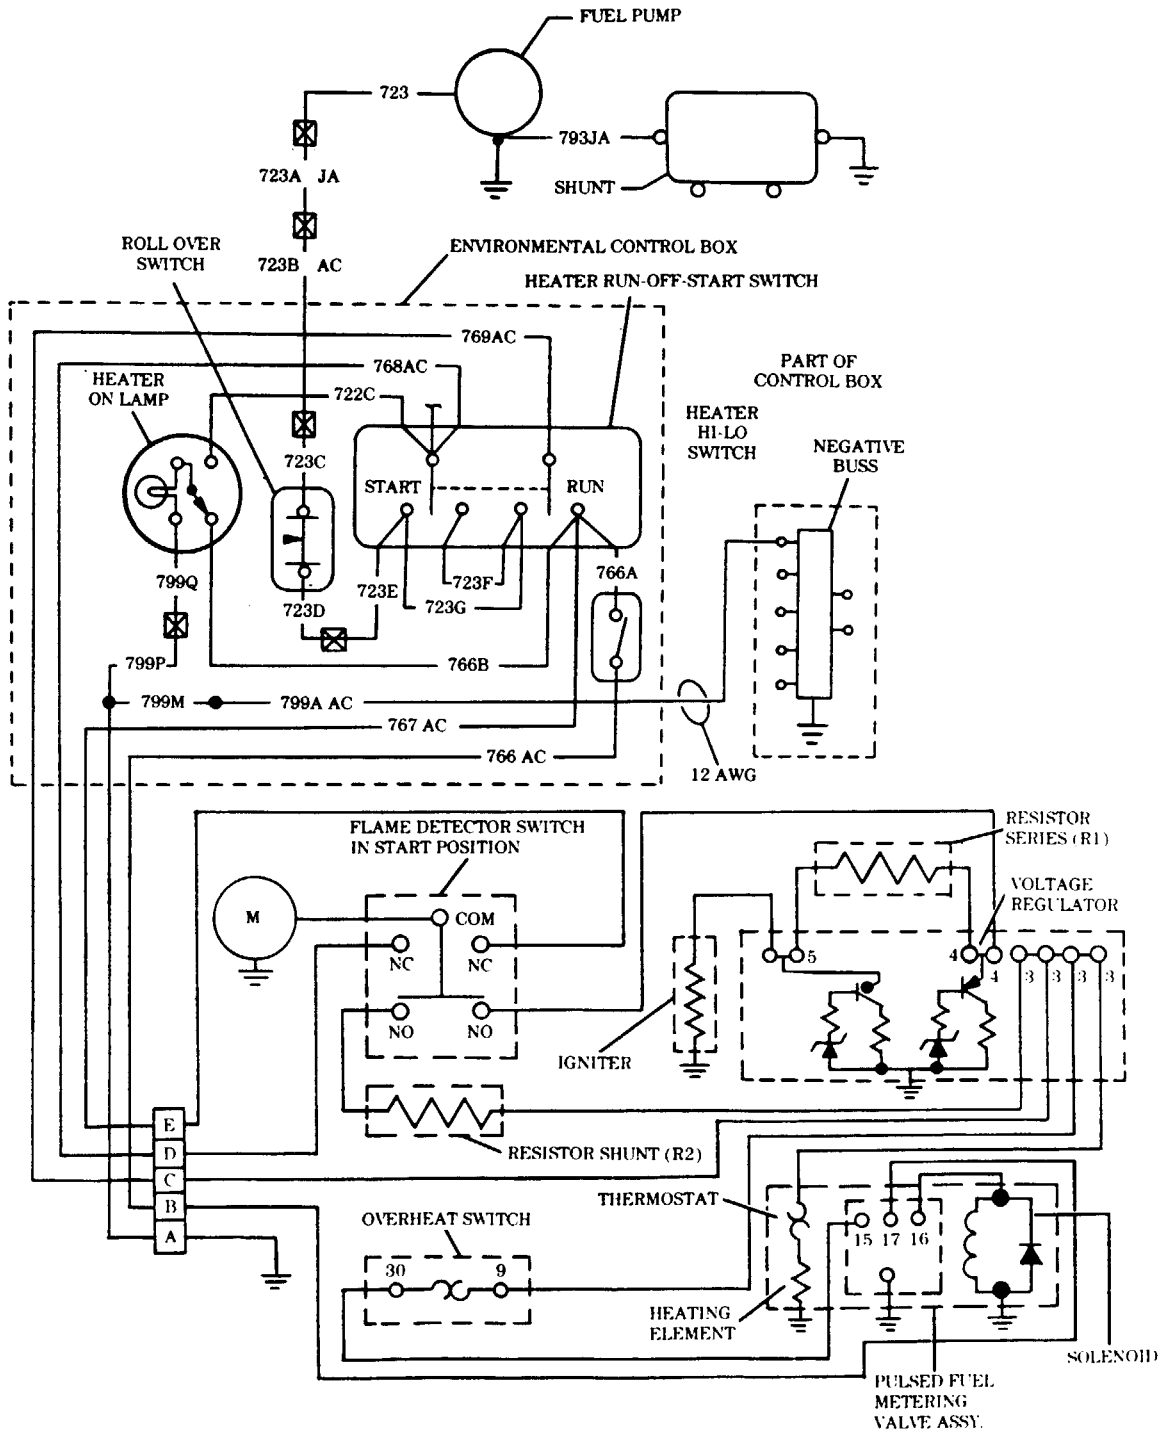 FUEL PUMP
723
793JA
SHUNT
723A JA
723B AC
ROLL OVER
SWITCH
ENVIRONMENTAL CONTROL BOX
HEATER RUN-OFF-START SWITCH
769AC
768AC
722C
HEATER
ON LAMP
PART OF
CONTROL BOX
HEATER
HI-LO
SWITCH
NEGATIVE
BUSS
723C
START
RUN
799Q
723D
723E
723F
723G
766A
799P
766B
799M
799A AC
767 AC
766 AC
12 AWG
FLAME DETECTOR SWITCH
IN START POSITION
M
COM
NC
NC
NO
NO
RESISTOR
SERIES (R1)
VOLTAGE
REGULATOR
5
4
4
3
3
3
3
IGNITER
RESISTOR SHUNT (R2)
E
D
C
B
A
THERMOSTAT
OVERHEAT SWITCH
30
9
15
17
16
HEATING
ELEMENT
SOLENOID
PULSED FUEL
METERING
VALVE ASSY.